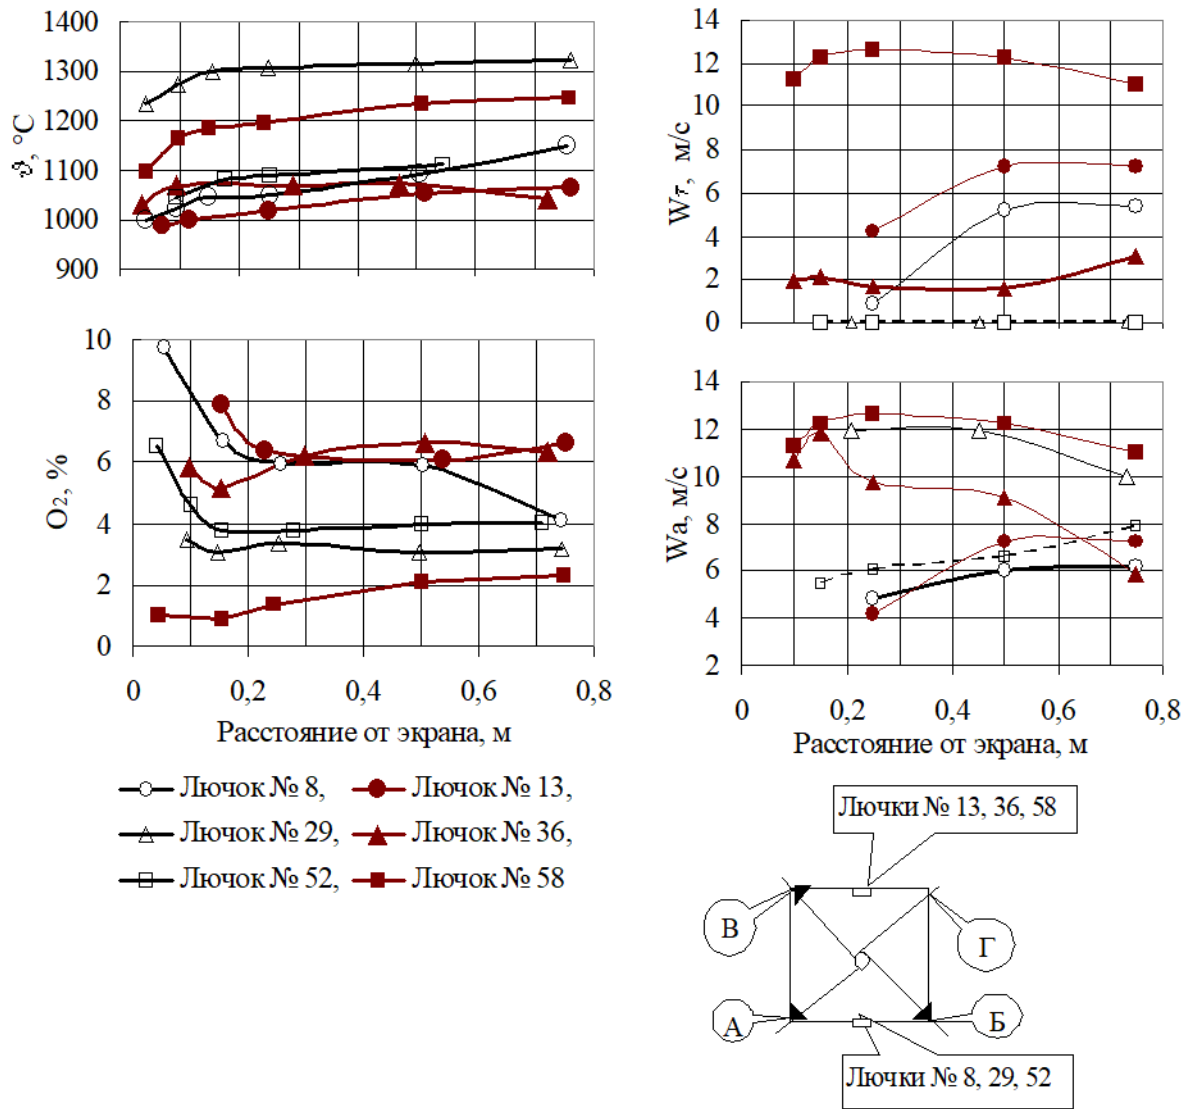 1400
1300
1200
1100
1000
900
ϑ, °C
10
8
6
4
2
0
O2, %
0 0,2 0,4 0,6 0,8
Расстояние от экрана, м
14
12
10
8
6
4
2
0
Wτ, м/с
14
12
10
8
6
4
2
Wa, м/с
0 0,2 0,4 0,6 0,8
Расстояние от экрана, м
Лючок № 8, Лючок № 13,
Лючок № 29, Лючок № 36,
Лючок № 52, Лючок № 58
Лючки № 13, 36, 58
В
Г
А
Б
Лючки № 8, 29, 52